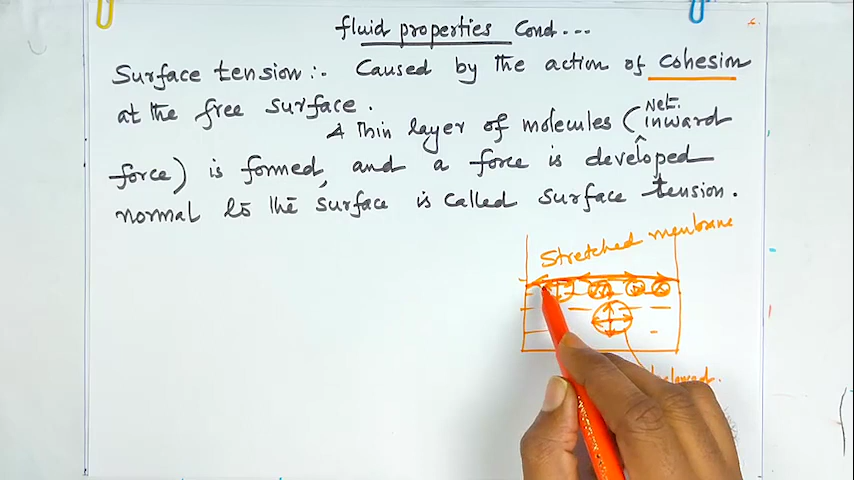 fluid properties Cond...
Surface tension :. Caused by the action of cohesion
at the free surface.
A thin layer of molecules (Net. inward
force) is formed, and a force is developed
normal to the surface is called surface tension.
Stretched membrane